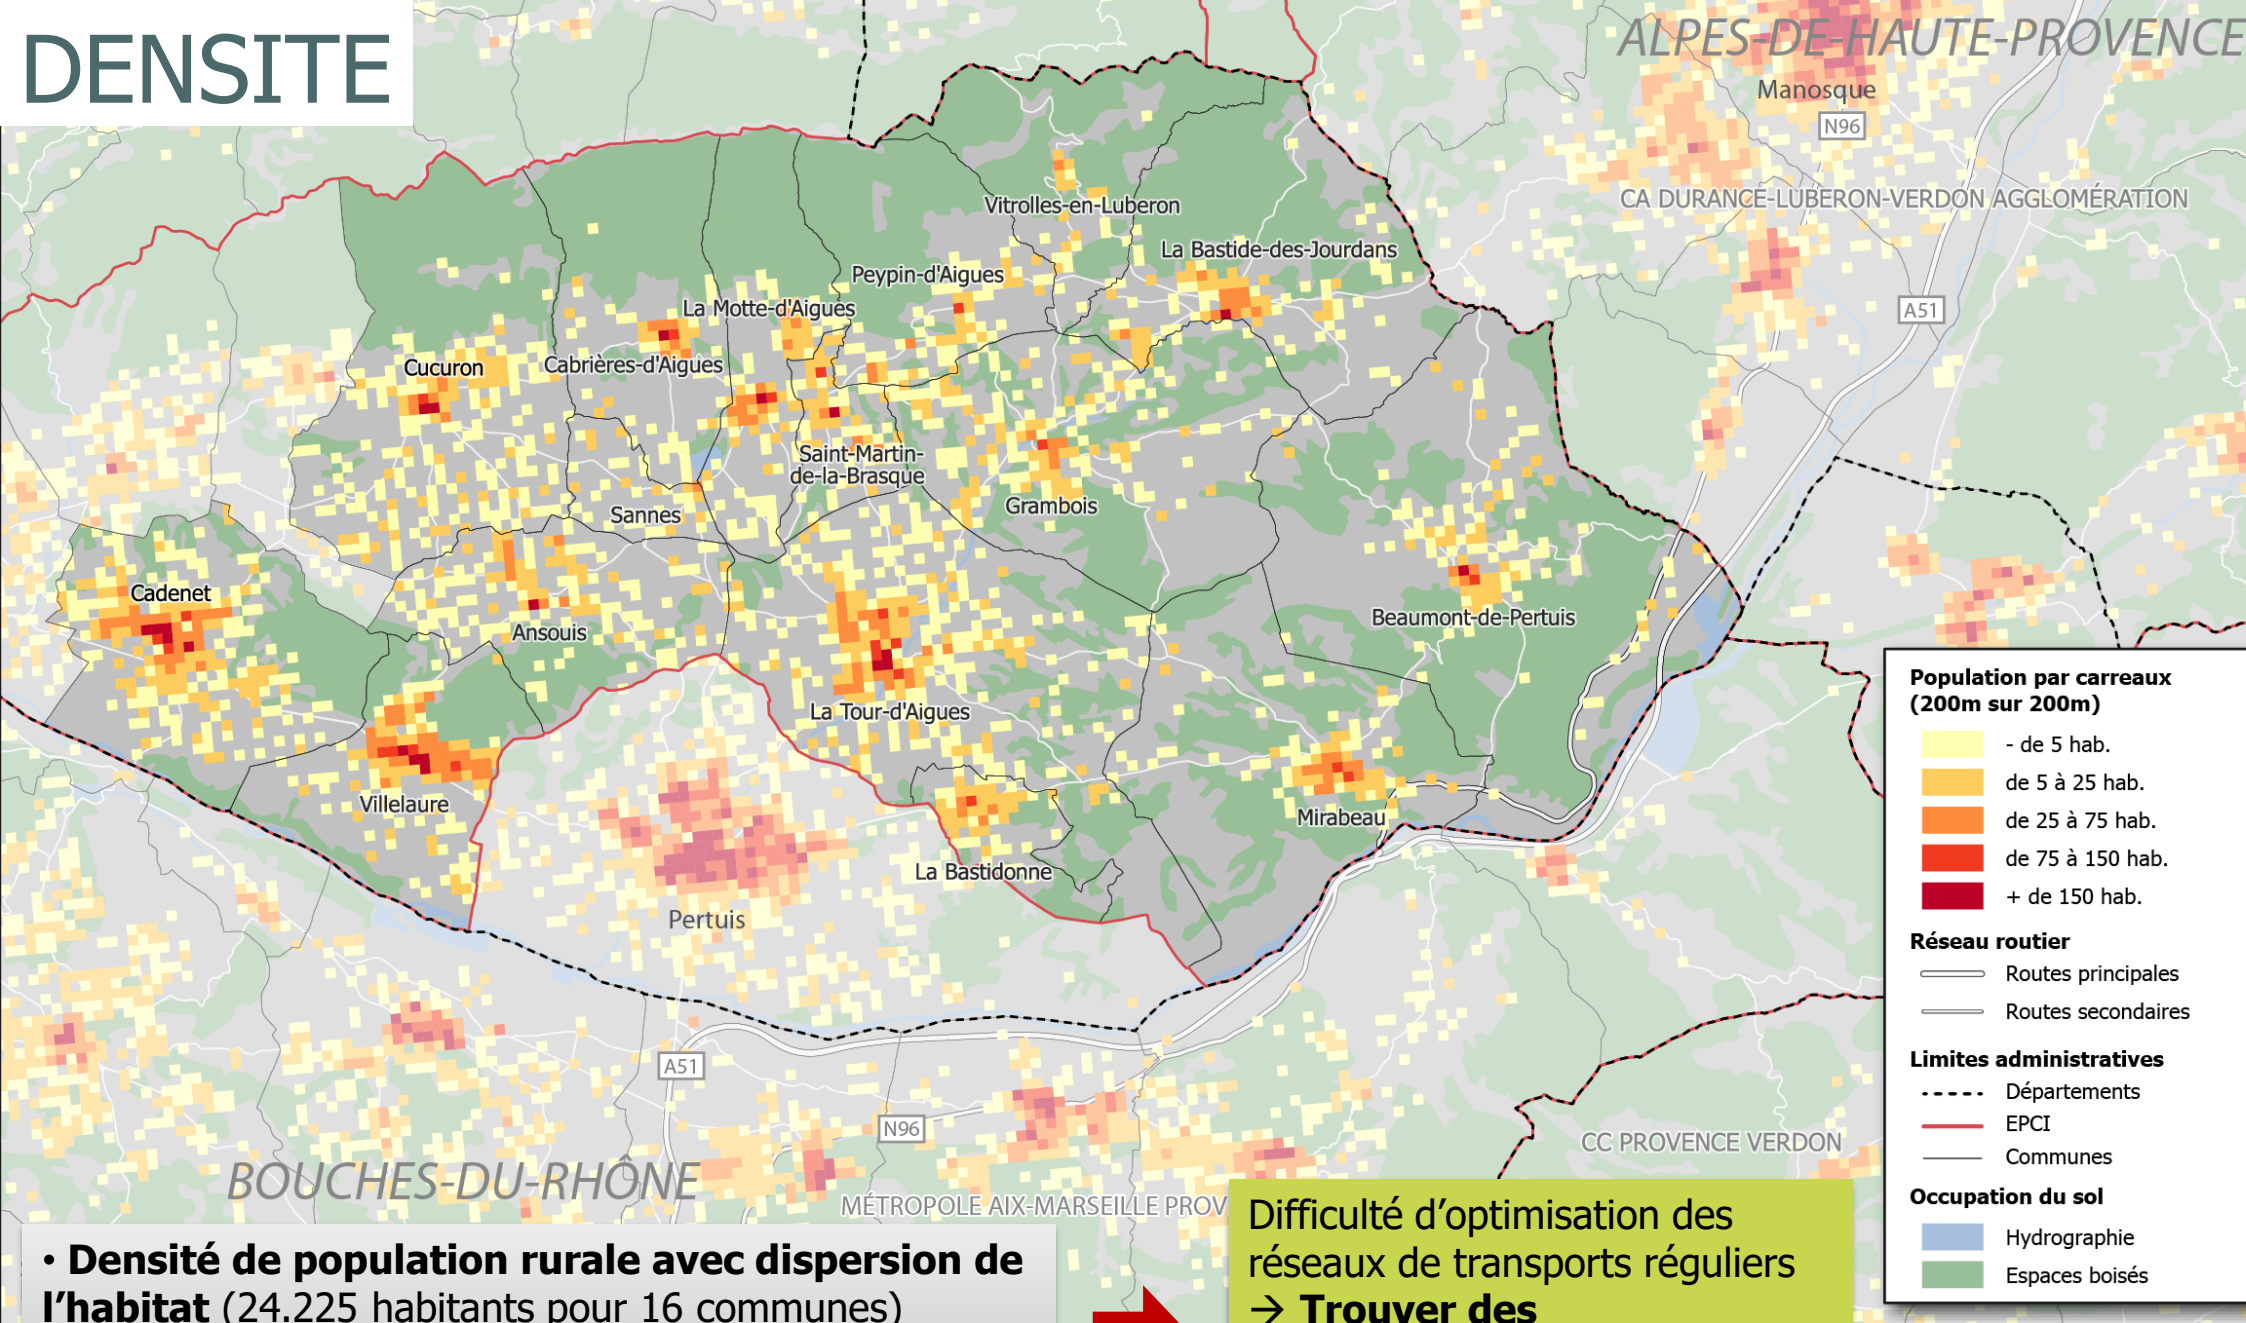 DENSITE
ALPES-DE-HAUTE-PROVENCE
Manosque
N96
CA DURANCE-LUBERON-VERDON AGGLOMÉRATION
Vitrolles-en-Luberon
La Bastide-des-Jourdans
Peypin-d'Aigues
La Motte-d'Aigues
A51
Cucuron
Cabrières-d'Aigues
Saint-Martin-
de-la-Brasque
Grambois
Sannes
Cadenet
Ansouis
Beaumont-de-Pertuis
La Tour-d'Aigues
Villelaure
Mirabeau
La Bastidonne
Pertuis
A51
N96
CC PROVENCE VERDON
BOUCHES-DU-RHÔNE
MÉTROPOLE AIX-MARSEILLE PROV
Population par carreaux
(200m sur 200m)
- de 5 hab.
de 5 à 25 hab.
de 25 à 75 hab.
de 75 à 150 hab.
+ de 150 hab.
Réseau routier
Routes principales
Routes secondaires
Limites administratives
Départements
EPCI
Communes
Occupation du sol
Hydrographie
Espaces boisés
• Densité de population rurale avec dispersion de
l’habitat (24.225 habitants pour 16 communes)
Difficulté d’optimisation des
réseaux de transports réguliers
→ Trouver des